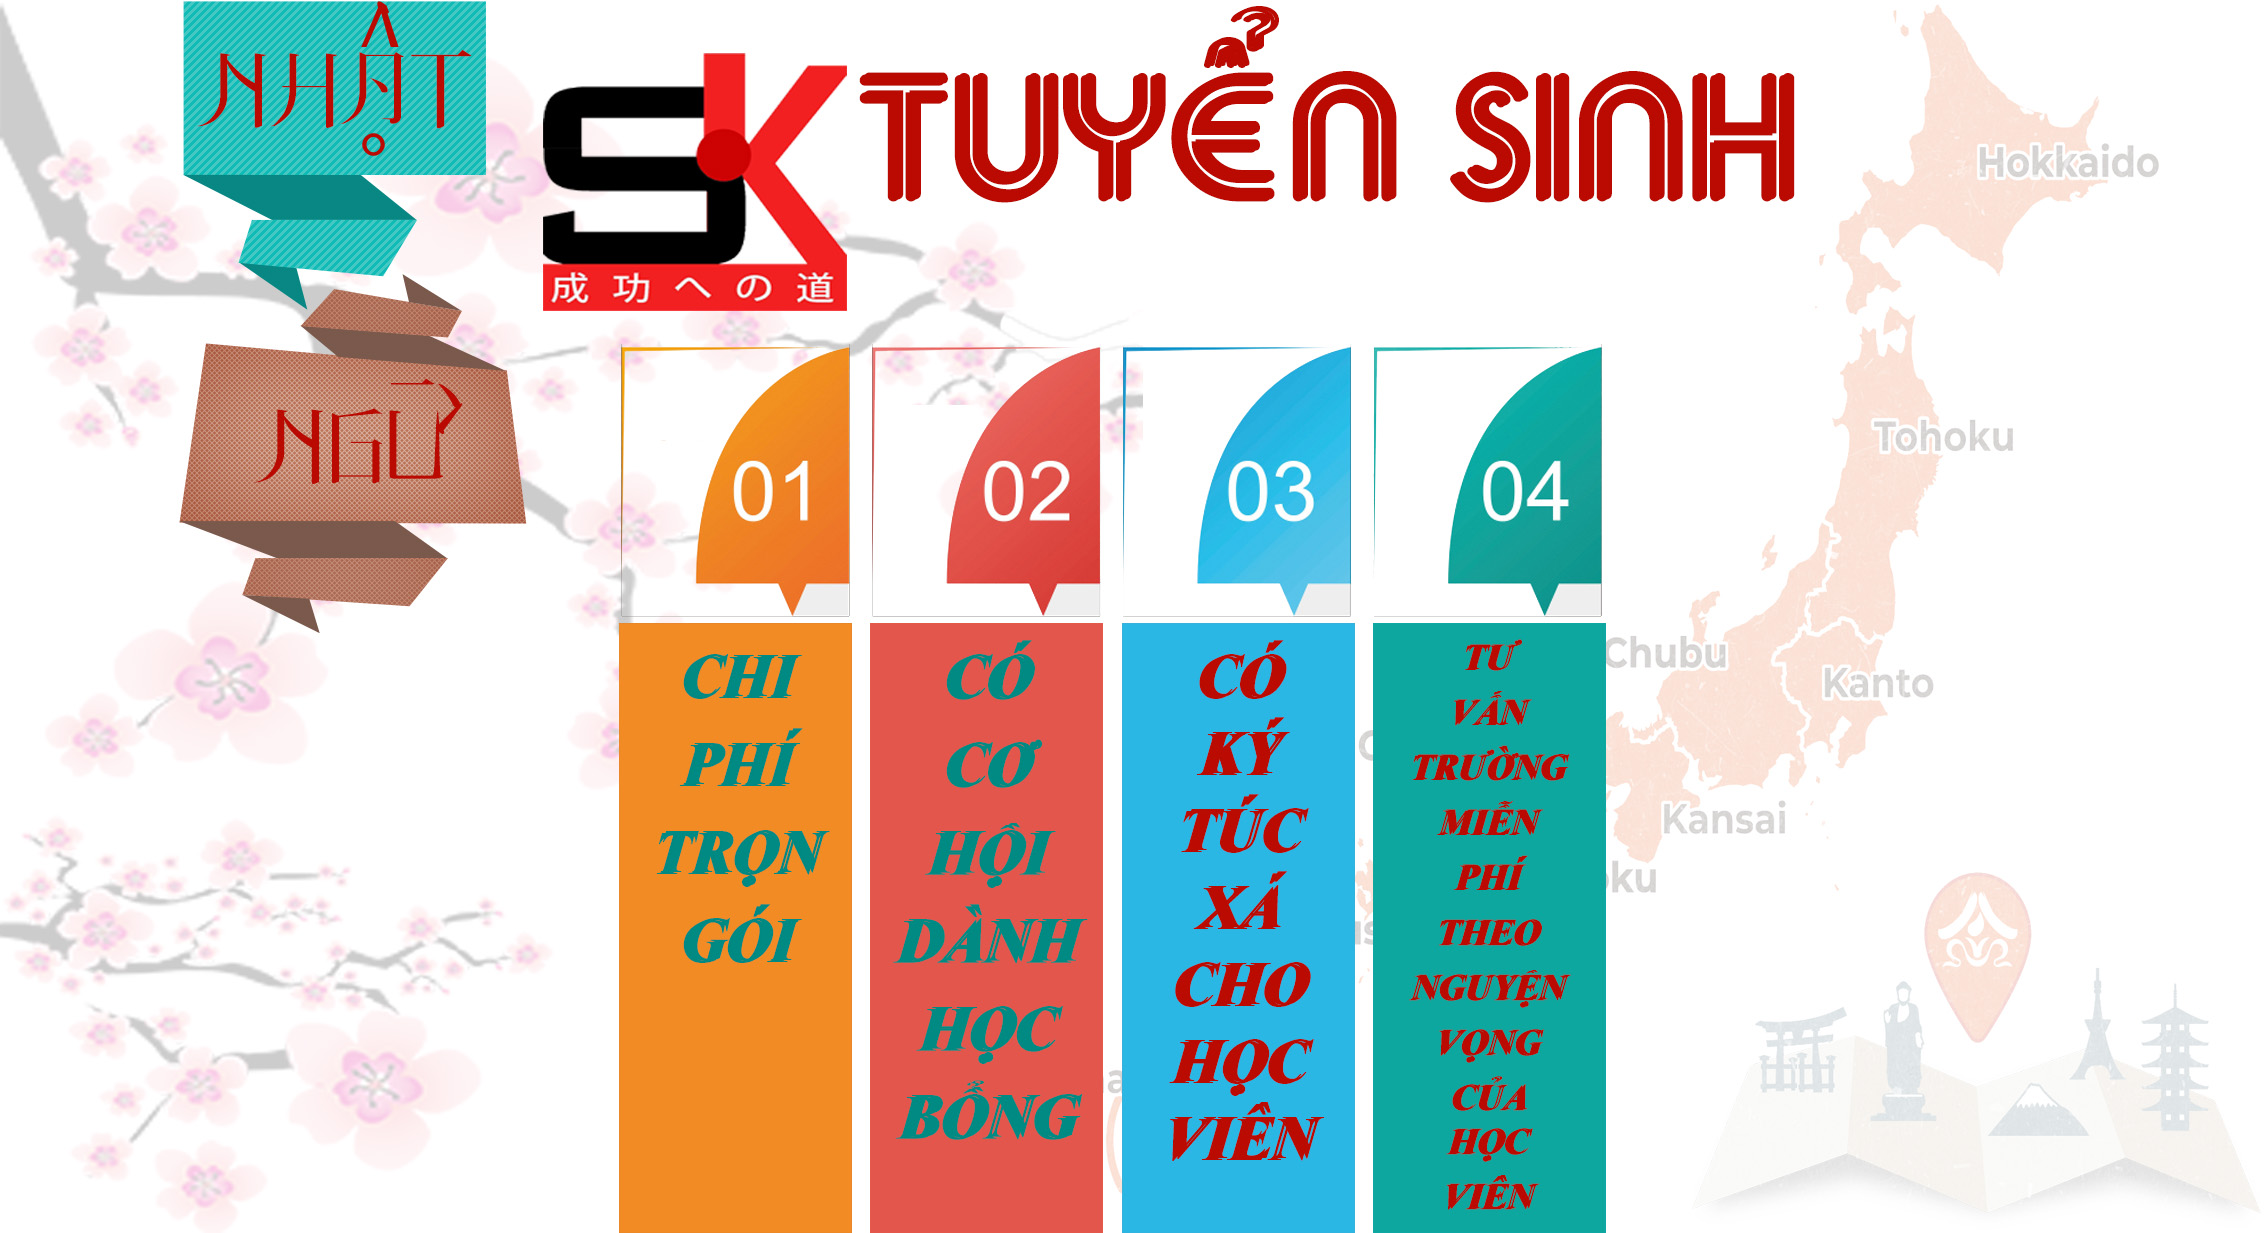 NHẬT
NGỮ
SK
成功への道
TUYỂN SINH
01
CHI
PHÍ
TRỌN
GÓI
02
CÓ
CƠ
HỘI
DÀNH
HỌC
BỔNG
03
CÓ
KÝ
TÚC
XÁ
CHO
HỌC
VIÊN
04
TƯ
VẤN
TRƯỜNG
MIỄN
PHÍ
THEO
NGUYỆN
VỌNG
CỦA
HỌC
VIÊN
Hokkaido
Tohoku
Chubu
Kanto
Kansai
oku